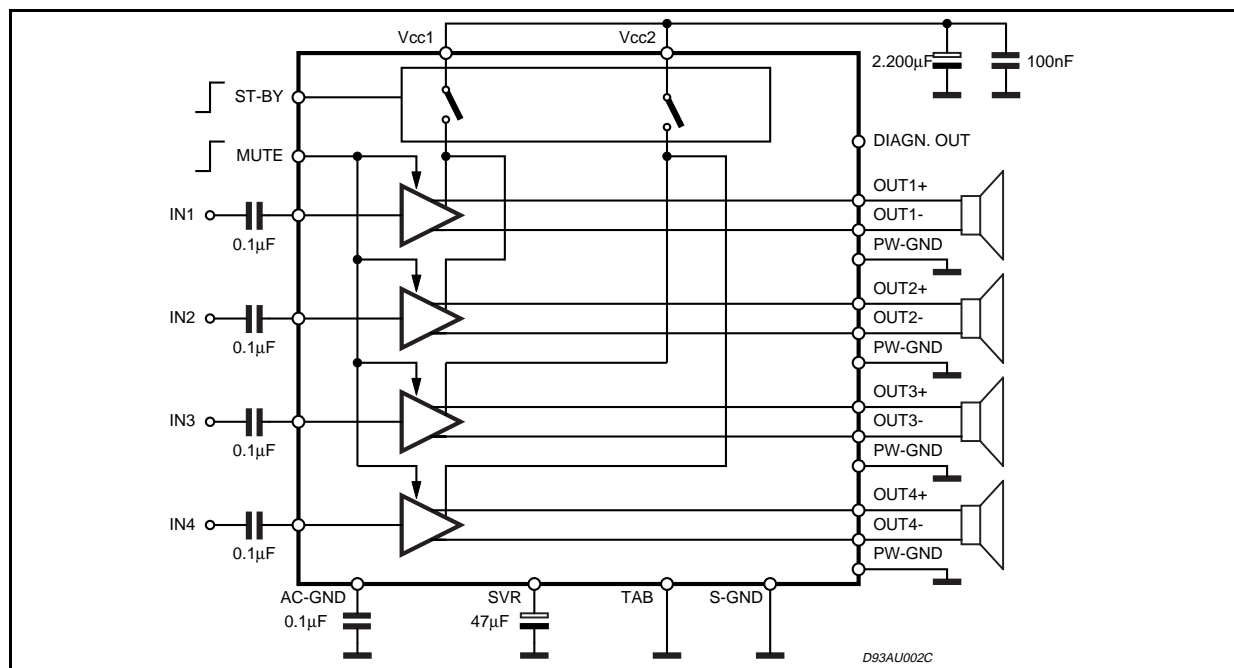 Vcc1
Vcc2
2.200µF
100nF
ST-BY
DIAGN. OUT
MUTE
OUT1+
IN1
OUT1-
0.1µF
PW-GND
OUT2+
IN2
OUT2-
0.1µF
PW-GND
OUT3+
IN3
OUT3-
0.1µF
PW-GND
OUT4+
IN4
OUT4-
0.1µF
PW-GND
AC-GND
0.1µF
SVR
47µF
TAB
S-GND
D93AU002C